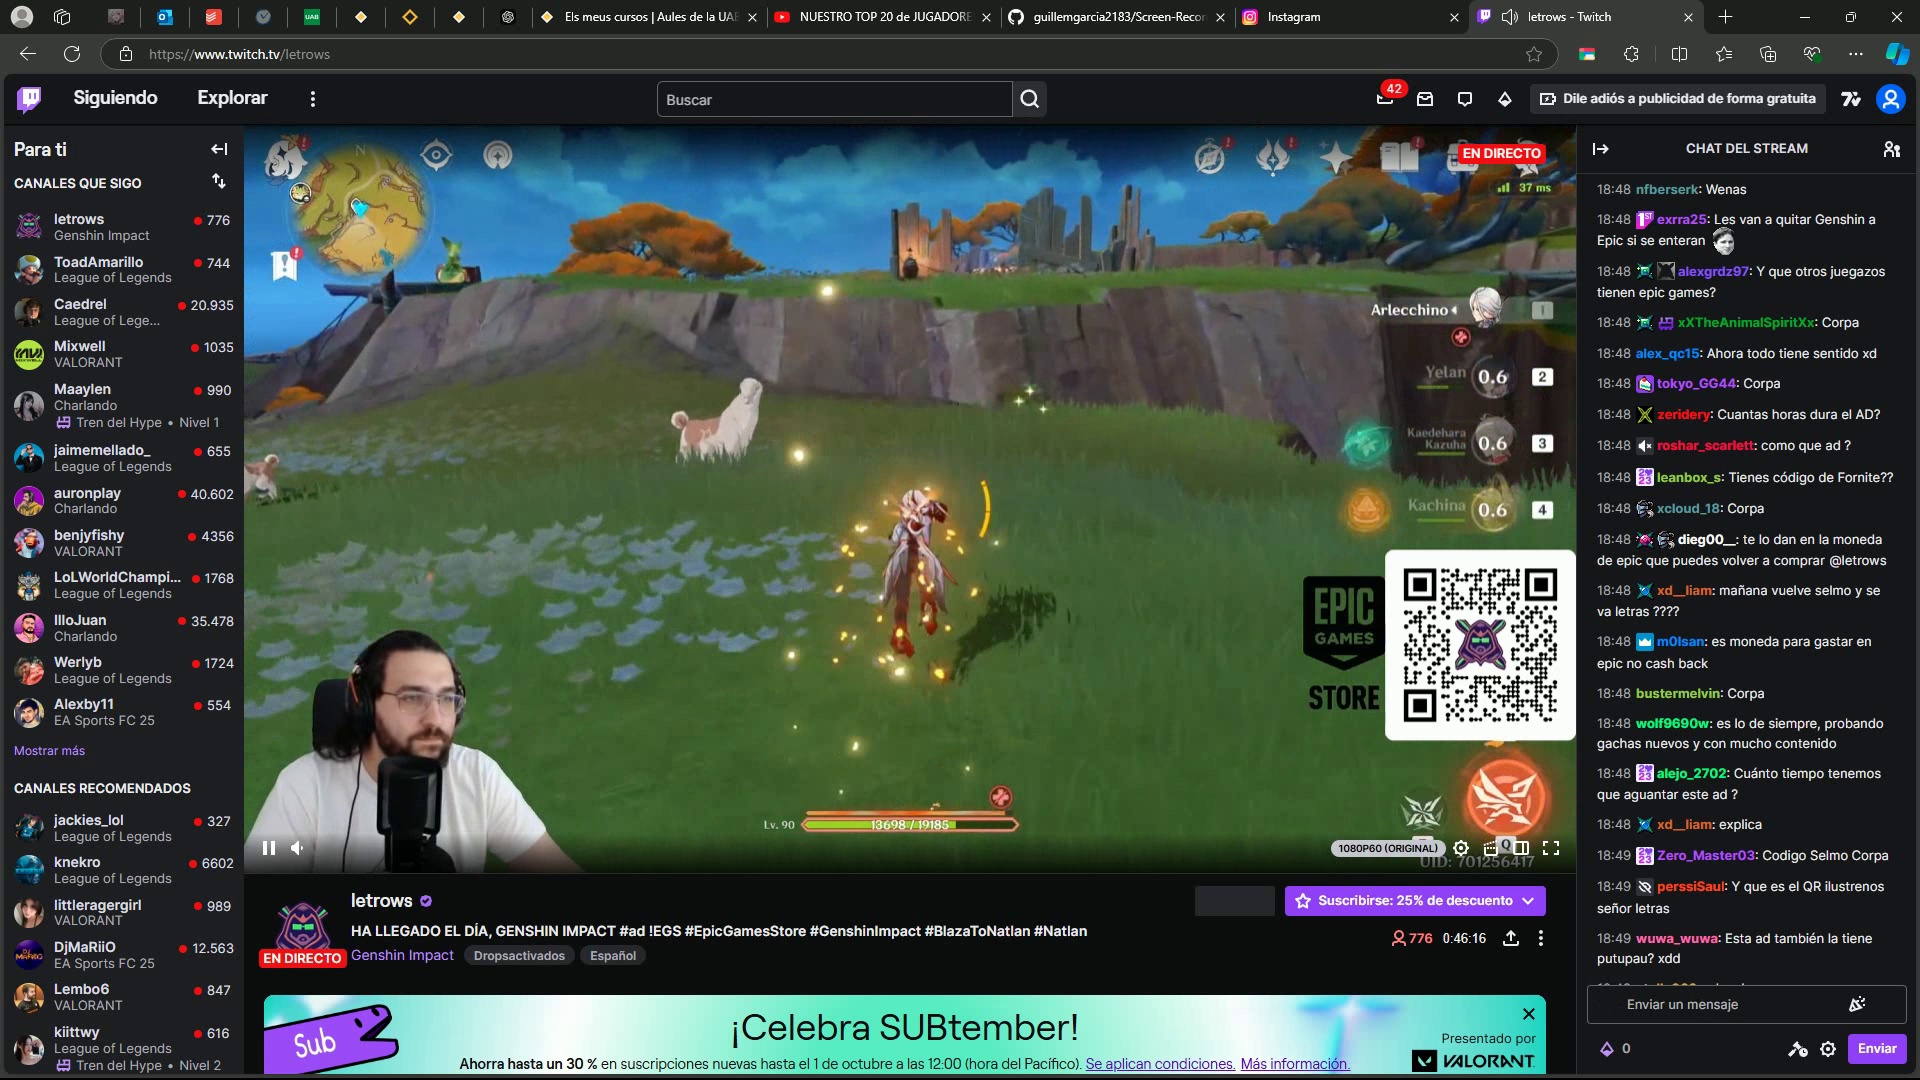 Els meus cursos | Aules de la UAB
NUESTRO TOP 20 de JUGADORE
guillemgarcia2183/Screen-Recor
Instagram
letrows - Twitch
https://www.twitch.tv/letrows
Siguiendo
Explorar
Buscar
42
Dile adiós a publicidad de forma gratuita
Para ti
CANALES QUE SIGO
letrows
776
Genshin Impact
ToadAmarillo
744
League of Legends
Caedrel
20.935
League of Lege...
Mixwell
1035
VALORANT
Maaylen
990
Charlando
Tren del Hype • Nivel 1
jaimemellado_
655
League of Legends
auronplay
40.602
Charlando
benjyfishy
4356
VALORANT
LoLWorldChampi...
1768
League of Legends
IlloJuan
35.478
Charlando
Werlyb
1724
League of Legends
Alexby11
554
EA Sports FC 25
Mostrar más
CANALES RECOMENDADOS
jackies_lol
327
League of Legends
knekro
6602
League of Legends
littleragergirl
989
VALORANT
DjMaRiiO
12.563
EA Sports FC 25
Lembo6
847
VALORANT
kiittwy
616
League of Legends
Tren del Hype • Nivel 2
N
EN DIRECTO
37 ms
Arlecchino
1
Yelan
0.6
2
Kaedehara
Kazuha
0.6
3
Kachina
0.6
4
EPIC
GAMES
STORE
Lv. 90
13698 / 19185
1080P60 (ORIGINAL)
Q
UID: 701256417
letrows
Suscribirse: 25% de descuento
HA LLEGADO EL DÍA, GENSHIN IMPACT #ad !EGS #EpicGamesStore #GenshinImpact #BlazaToNatlan #Natlan
776
0:46:16
EN DIRECTO
Genshin Impact
Dropsactivados
Español
Sub
¡Celebra SUBtember!
Ahorra hasta un 30 % en suscripciones nuevas hasta el 1 de octubre a las 12:00 (hora del Pacífico). Se aplican condiciones. Más información.
Presentado por
VALORANT
CHAT DEL STREAM
18:48 nfberserk: Wenas
18:48 exrra25: Les van a quitar Genshin a
Epic si se enteran
18:48 alexgrdz97: Y que otros juegazos
tienen epic games?
18:48 xXTheAnimalSpiritXx: Corpa
18:48 alex_qc15: Ahora todo tiene sentido xd
18:48 tokyo_GG44: Corpa
18:48 zeridery: Cuantas horas dura el AD?
18:48 roshar_scarlett: como que ad ?
18:48 leanbox_s: Tienes código de Fornite??
18:48 xcloud_18: Corpa
18:48 dieg00__: te lo dan en la moneda
de epic que puedes volver a comprar @letrows
18:48 xd__liam: mañana vuelve selmo y se
va letras ????
18:48 m0lsan: es moneda para gastar en
epic no cash back
18:48 bustermelvin: Corpa
18:48 wolf9690w: es lo de siempre, probando
gachas nuevos y con mucho contenido
18:48 alejo_2702: Cuánto tiempo tenemos
que aguantar este ad ?
18:48 xd__liam: explica
18:49 Zero_Master03: Codigo Selmo Corpa
18:49 perssiSaul: Y que es el QR ilustrenos
señor letras
18:49 wuwa_wuwa: Esta ad también la tiene
putupau? xdd
Enviar un mensaje
0
Enviar